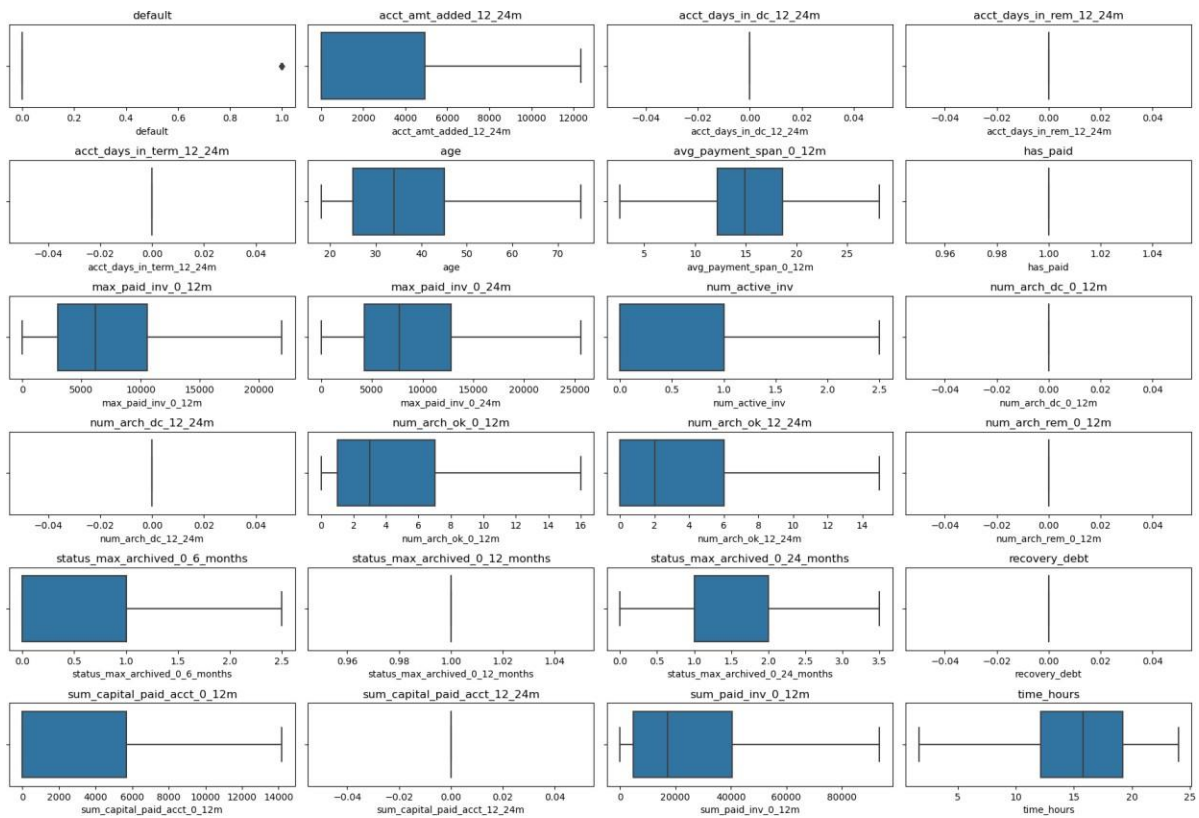 default
0.0 0.2 0.4 0.6 0.8 1.0
default
acct_amt_added_12_24m
0 2000 4000 6000 8000 10000 12000
acct_amt_added_12_24m
acct_days_in_dc_12_24m
−0.04 −0.02 0.00 0.02 0.04
acct_days_in_dc_12_24m
acct_days_in_rem_12_24m
−0.04 −0.02 0.00 0.02 0.04
acct_days_in_rem_12_24m
acct_days_in_term_12_24m
−0.04 −0.02 0.00 0.02 0.04
acct_days_in_term_12_24m
age
20 30 40 50 60 70
age
avg_payment_span_0_12m
5 10 15 20 25
avg_payment_span_0_12m
has_paid
0.96 0.98 1.00 1.02 1.04
has_paid
max_paid_inv_0_12m
0 5000 10000 15000 20000
max_paid_inv_0_12m
max_paid_inv_0_24m
0 5000 10000 15000 20000 25000
max_paid_inv_0_24m
num_active_inv
0.0 0.5 1.0 1.5 2.0 2.5
num_active_inv
num_arch_dc_0_12m
−0.04 −0.02 0.00 0.02 0.04
num_arch_dc_0_12m
num_arch_dc_12_24m
−0.04 −0.02 0.00 0.02 0.04
num_arch_dc_12_24m
num_arch_ok_0_12m
0 2 4 6 8 10 12 14 16
num_arch_ok_0_12m
num_arch_ok_12_24m
0 2 4 6 8 10 12 14
num_arch_ok_12_24m
num_arch_rem_0_12m
−0.04 −0.02 0.00 0.02 0.04
num_arch_rem_0_12m
status_max_archived_0_6_months
0.0 0.5 1.0 1.5 2.0 2.5
status_max_archived_0_6_months
status_max_archived_0_12_months
0.96 0.98 1.00 1.02 1.04
status_max_archived_0_12_months
status_max_archived_0_24_months
0.0 0.5 1.0 1.5 2.0 2.5 3.0 3.5
status_max_archived_0_24_months
recovery_debt
−0.04 −0.02 0.00 0.02 0.04
recovery_debt
sum_capital_paid_acct_0_12m
0 2000 4000 6000 8000 10000 12000 14000
sum_capital_paid_acct_0_12m
sum_capital_paid_acct_12_24m
−0.04 −0.02 0.00 0.02 0.04
sum_capital_paid_acct_12_24m
sum_paid_inv_0_12m
0 20000 40000 60000 80000
sum_paid_inv_0_12m
time_hours
5 10 15 20 25
time_hours